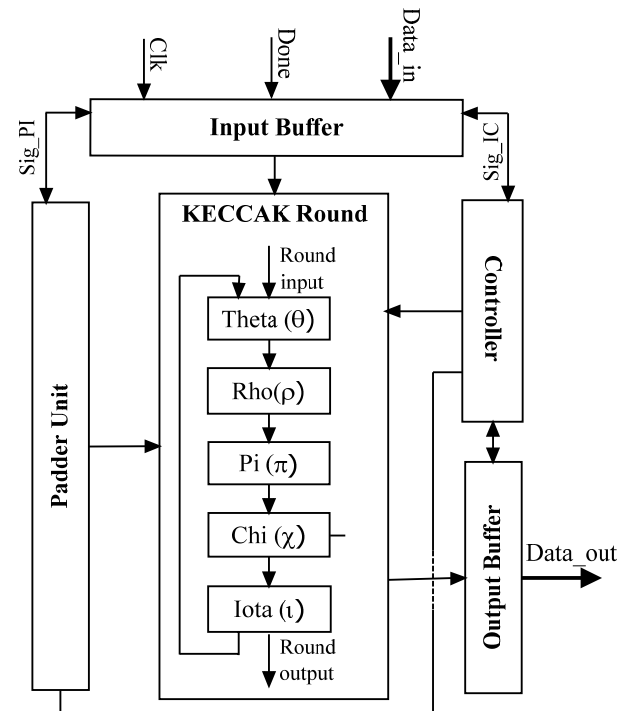 Clk
Done
Data_in
Input Buffer
Sig_PI
Sig_IC
KECCAK Round
Round
input
Theta (θ)
Rho(ρ)
Pi (π)
Chi (χ)
Iota (ι)
Round
output
Padder Unit
Controller
Output Buffer
Data_out